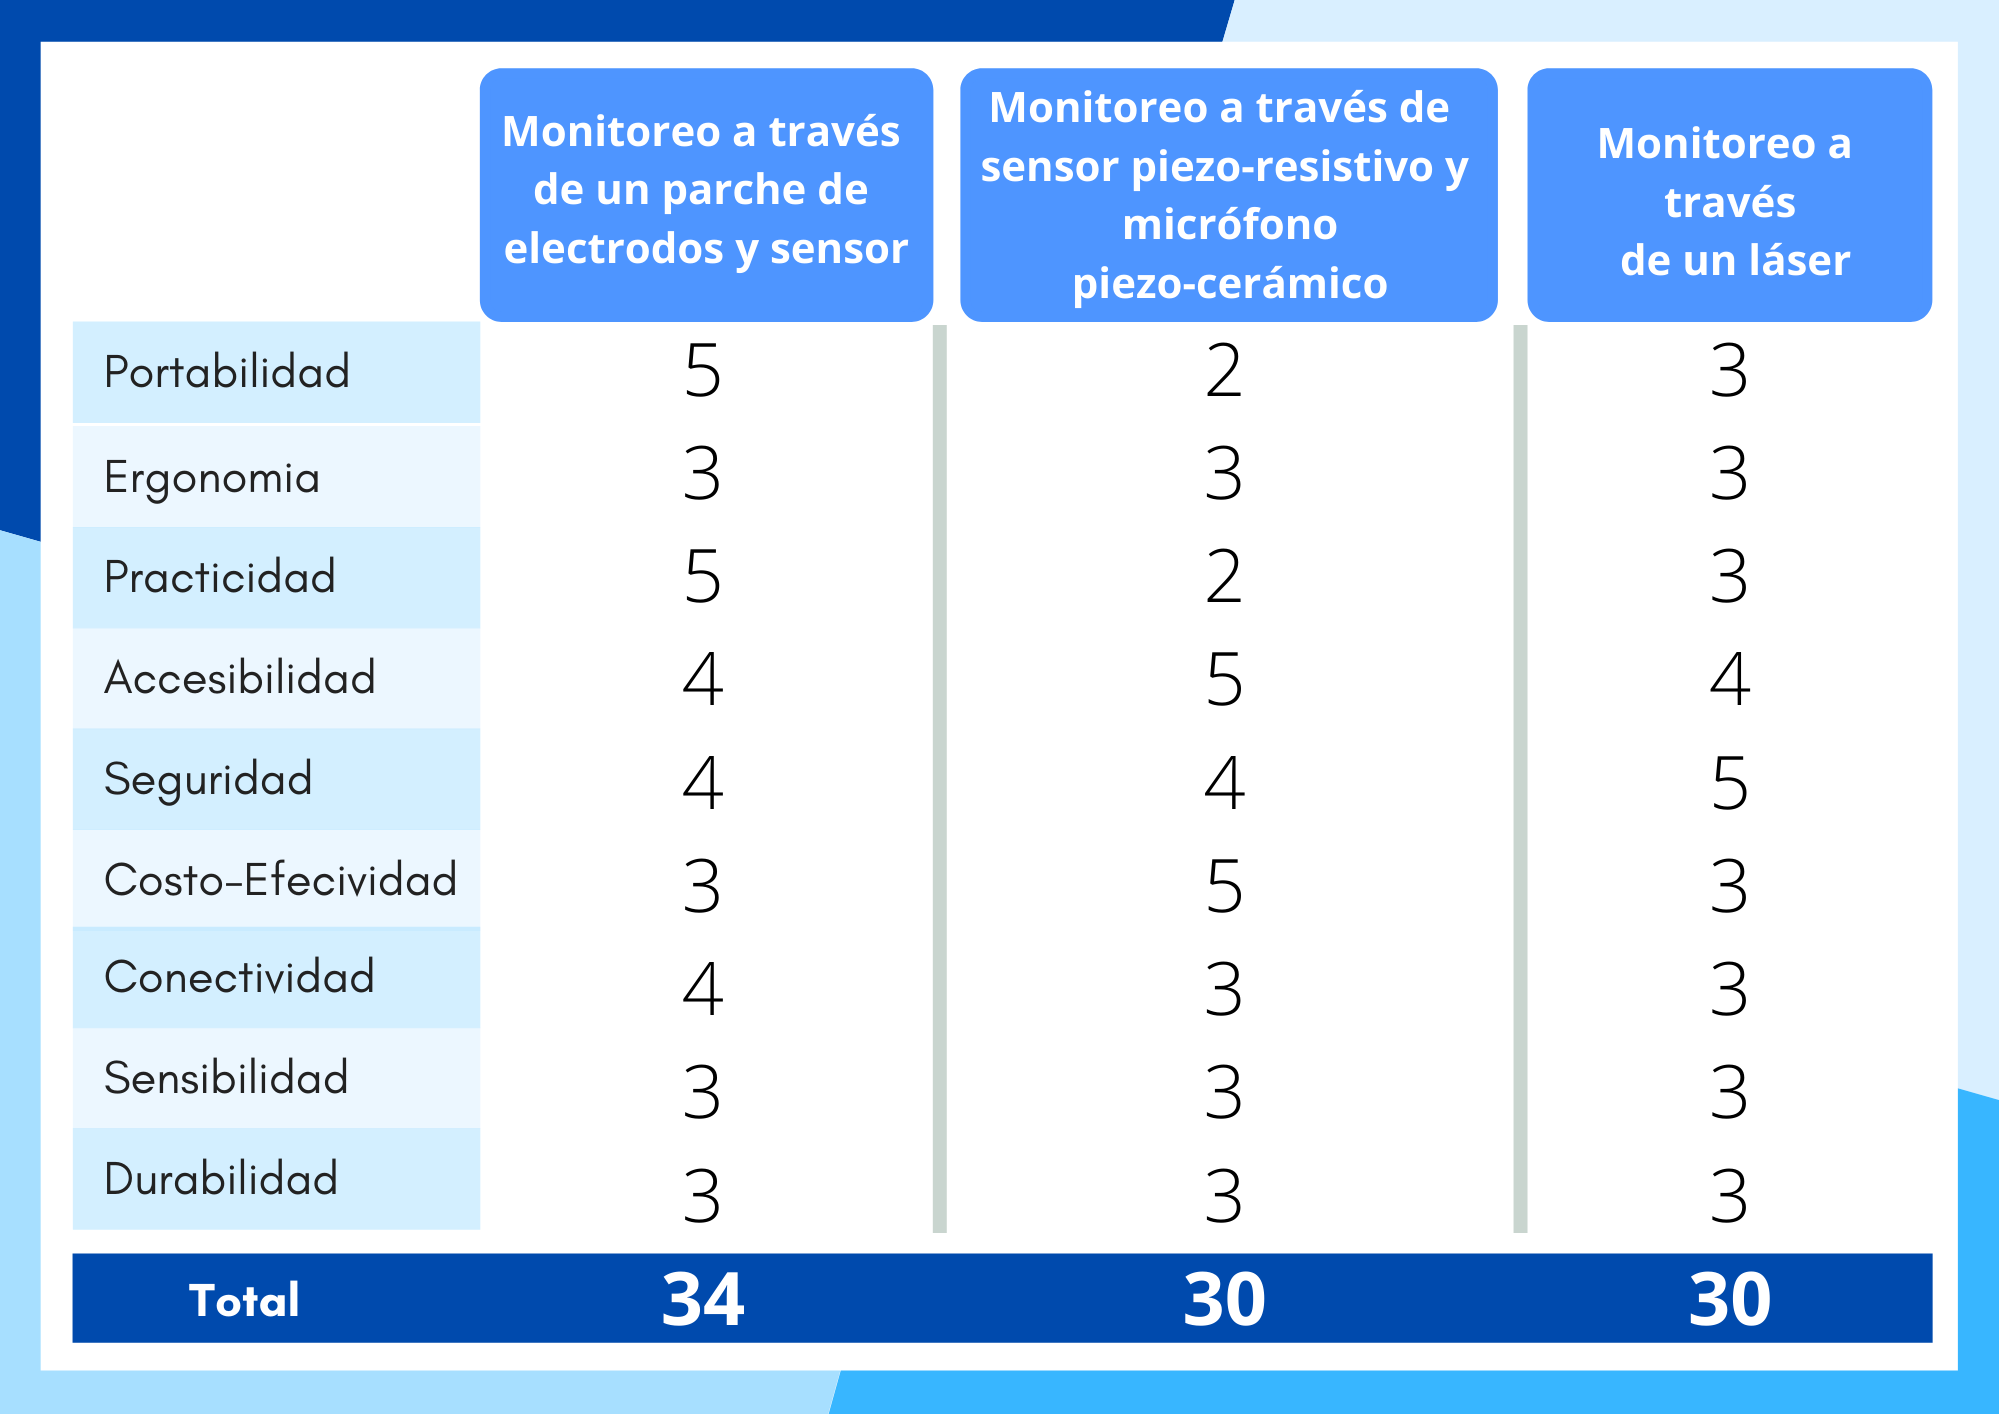 Monitoreo a través
de un parche de
electrodos y sensor
Monitoreo a través de
sensor piezo-resistivo y
micrófono
piezo-cerámico
Monitoreo a
través
de un láser
Portabilidad 5 2 3
Ergonomia 3 3 3
Practicidad 5 2 3
Accesibilidad 4 5 4
Seguridad 4 4 5
Costo-Efecividad 3 5 3
Conectividad 4 3 3
Sensibilidad 3 3 3
Durabilidad 3 3 3
Total 34 30 30